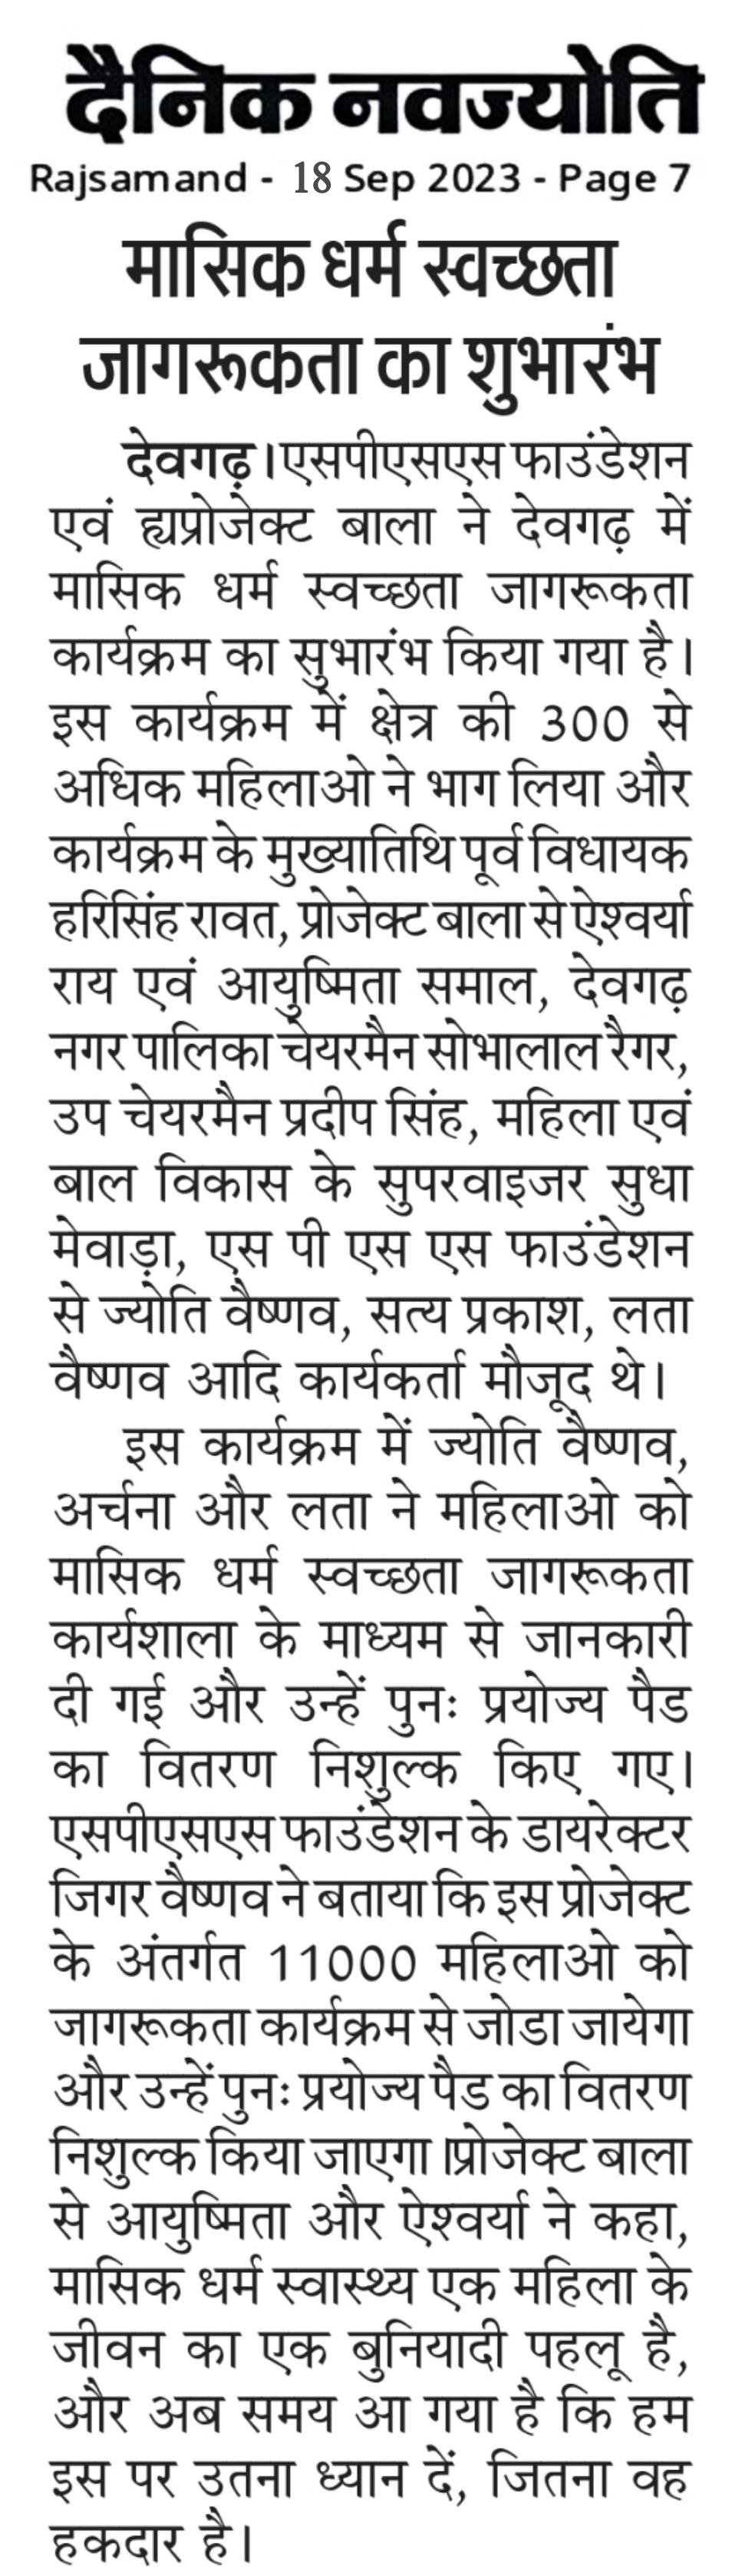 दैनिक नवज्योति
Rajsamand - 18 Sep 2023 - Page 7
मासिक धर्म स्वच्छता
जागरूकता का शुभारंभ
देवगढ़।एसपीएसएस फाउंडेशन
एवं ह्यप्रोजेक्ट बाला ने देवगढ़ में
मासिक धर्म स्वच्छता जागरूकता
कार्यक्रम का सुभारंभ किया गया है।
इस कार्यक्रम में क्षेत्र की 300 से
अधिक महिलाओ ने भाग लिया और
कार्यक्रम के मुख्यातिथि पूर्व विधायक
हरिसिंह रावत, प्रोजेक्ट बाला से ऐश्वर्या
राय एवं आयुष्मिता समाल, देवगढ़
नगर पालिका चेयरमैन सोभालाल रैगर,
उप चेयरमैन प्रदीप सिंह, महिला एवं
बाल विकास के सुपरवाइजर सुधा
मेवाड़ा, एस पी एस एस फाउंडेशन
से ज्योति वैष्णव, सत्य प्रकाश, लता
वैष्णव आदि कार्यकर्ता मौजूद थे।
इस कार्यक्रम में ज्योति वैष्णव,
अर्चना और लता ने महिलाओ को
मासिक धर्म स्वच्छता जागरूकता
कार्यशाला के माध्यम से जानकारी
दी गई और उन्हें पुनः प्रयोज्य पैड
का वितरण निशुल्क किए गए।
एसपीएसएस फाउंडेशन के डायरेक्टर
जिगर वैष्णव ने बताया कि इस प्रोजेक्ट
के अंतर्गत 11000 महिलाओ को
जागरूकता कार्यक्रम से जोडा जायेगा
और उन्हें पुनः प्रयोज्य पैड का वितरण
निशुल्क किया जाएगा।प्रोजेक्ट बाला
से आयुष्मिता और ऐश्वर्या ने कहा,
मासिक धर्म स्वास्थ्य एक महिला के
जीवन का एक बुनियादी पहलू है,
और अब समय आ गया है कि हम
इस पर उतना ध्यान दें, जितना वह
हकदार है।